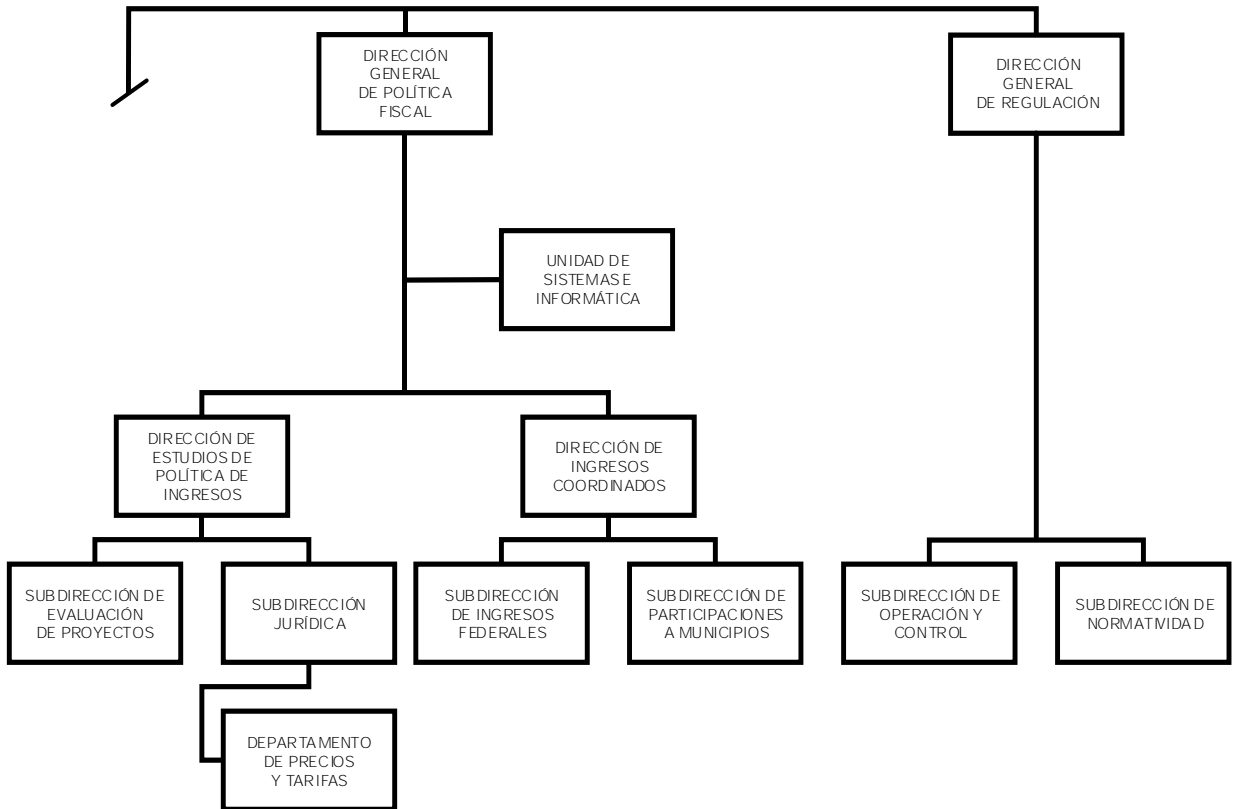 DIRECCIÓN
GENERAL
DE POLÍTICA
FISCAL
DIRECCIÓN
GENERAL
DE REGULACIÓN
UNIDAD DE
SISTEMAS E
INFORMÁTICA
DIRECCIÓN DE
ESTUDIOS DE
POLÍTICA DE
INGRESOS
DIRECCIÓN DE
INGRESOS
COORDINADOS
SUBDIRECCIÓN DE
EVALUACIÓN
DE PROYECTOS
SUBDIRECCIÓN
JURÍDICA
SUBDIRECCIÓN
DE INGRESOS
FEDERALES
SUBDIRECCIÓN DE
PARTICIPACIONES
A MUNICIPIOS
SUBDIRECCIÓN DE
OPERACIÓN Y
CONTROL
SUBDIRECCIÓN DE
NORMATIVIDAD
DEPARTAMENTO
DE PRECIOS
Y TARIFAS